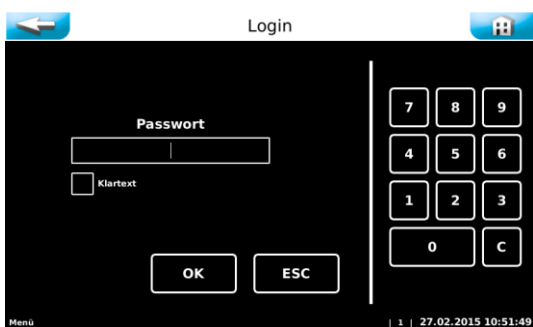 Login
Passwort
Klartext
OK ESC
7 8 9
4 5 6
1 2 3
0 C
Menü | 1 | 27.02.2015 10:51:49